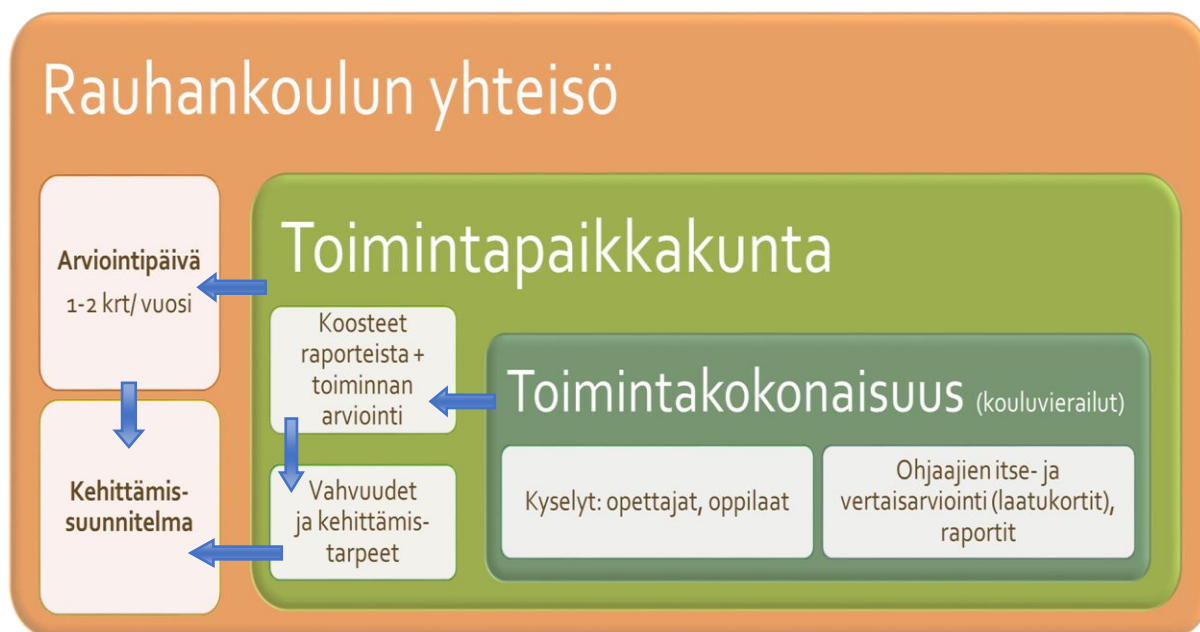 Rauhankoulun yhteisö
Arviointipäivä
1-2 krt/ vuosi
Kehittämis-
suunnitelma
Toimintapaikkakunta
Koosteet
raporteista +
toiminnan
arviointi
Vahvuudet
ja kehittämis-
tarpeet
Toimintakokonaisuus (kouluvierailut)
Kyselyt: opettajat, oppilaat
Ohjaajien itse- ja
vertaisarviointi (laatukortit),
raportit